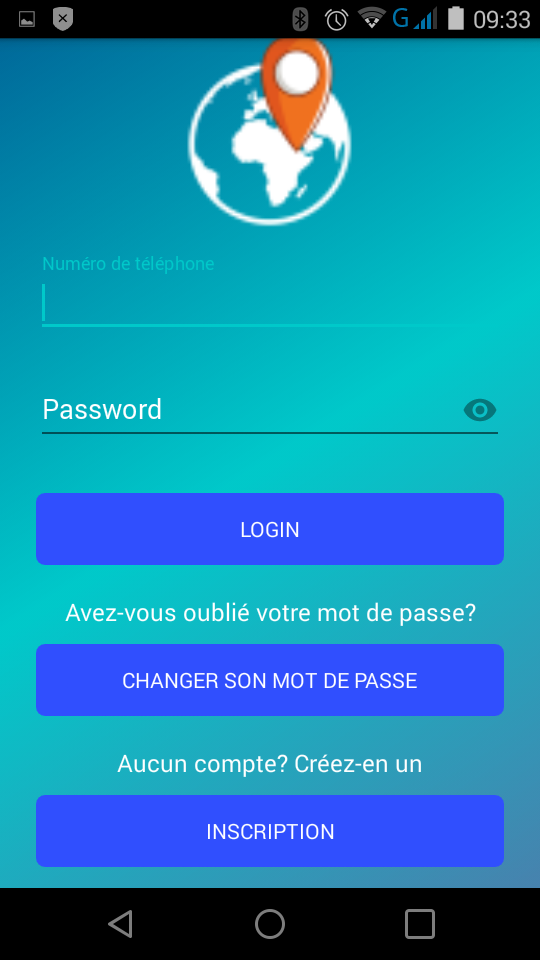 G 09:33
Numéro de téléphone
Password
LOGIN
Avez-vous oublié votre mot de passe?
CHANGER SON MOT DE PASSE
Aucun compte? Créez-en un
INSCRIPTION